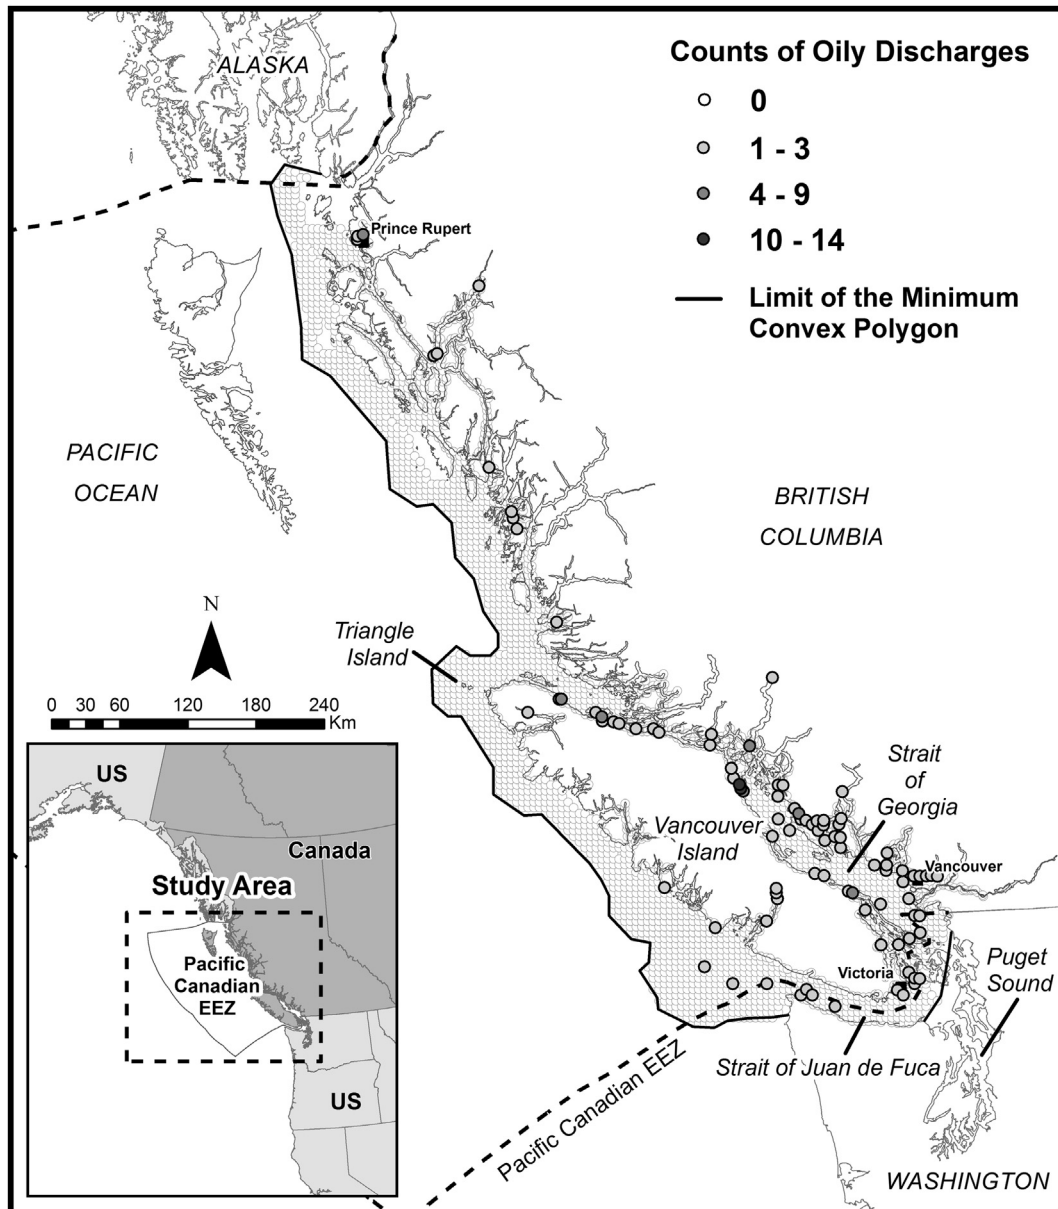 ALASKA
Counts of Oily Discharges
0
1 - 3
4 - 9
10 - 14
Limit of the Minimum
Convex Polygon
Prince Rupert
PACIFIC
OCEAN
BRITISH
COLUMBIA
N
Triangle
Island
0 30 60 120 180 240
Km
Strait
of
Georgia
Vancouver
Island
Vancouver
Victoria
Puget
Sound
Strait of Juan de Fuca
Pacific Canadian EEZ
WASHINGTON
US
Canada
Study Area
Pacific
Canadian
EEZ
US